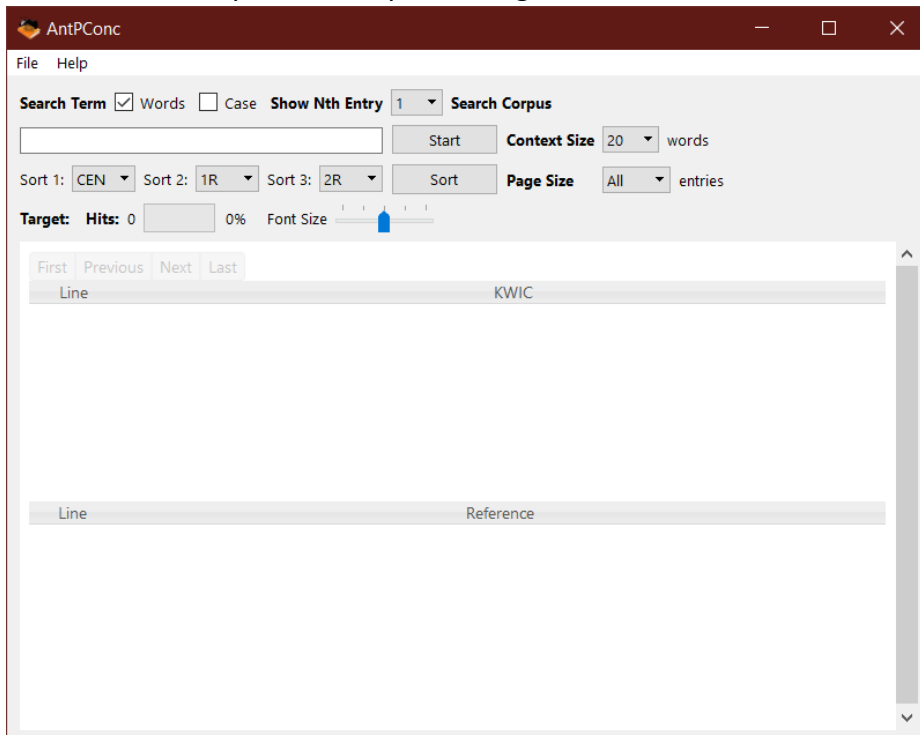 AntPConc
File Help
Search Term Words Case Show Nth Entry 1 Search Corpus
Start Context Size 20 words
Sort 1: CEN Sort 2: 1R Sort 3: 2R Sort Page Size All entries
Target: Hits: 0 0% Font Size
First Previous Next Last
Line KWIC
Line Reference